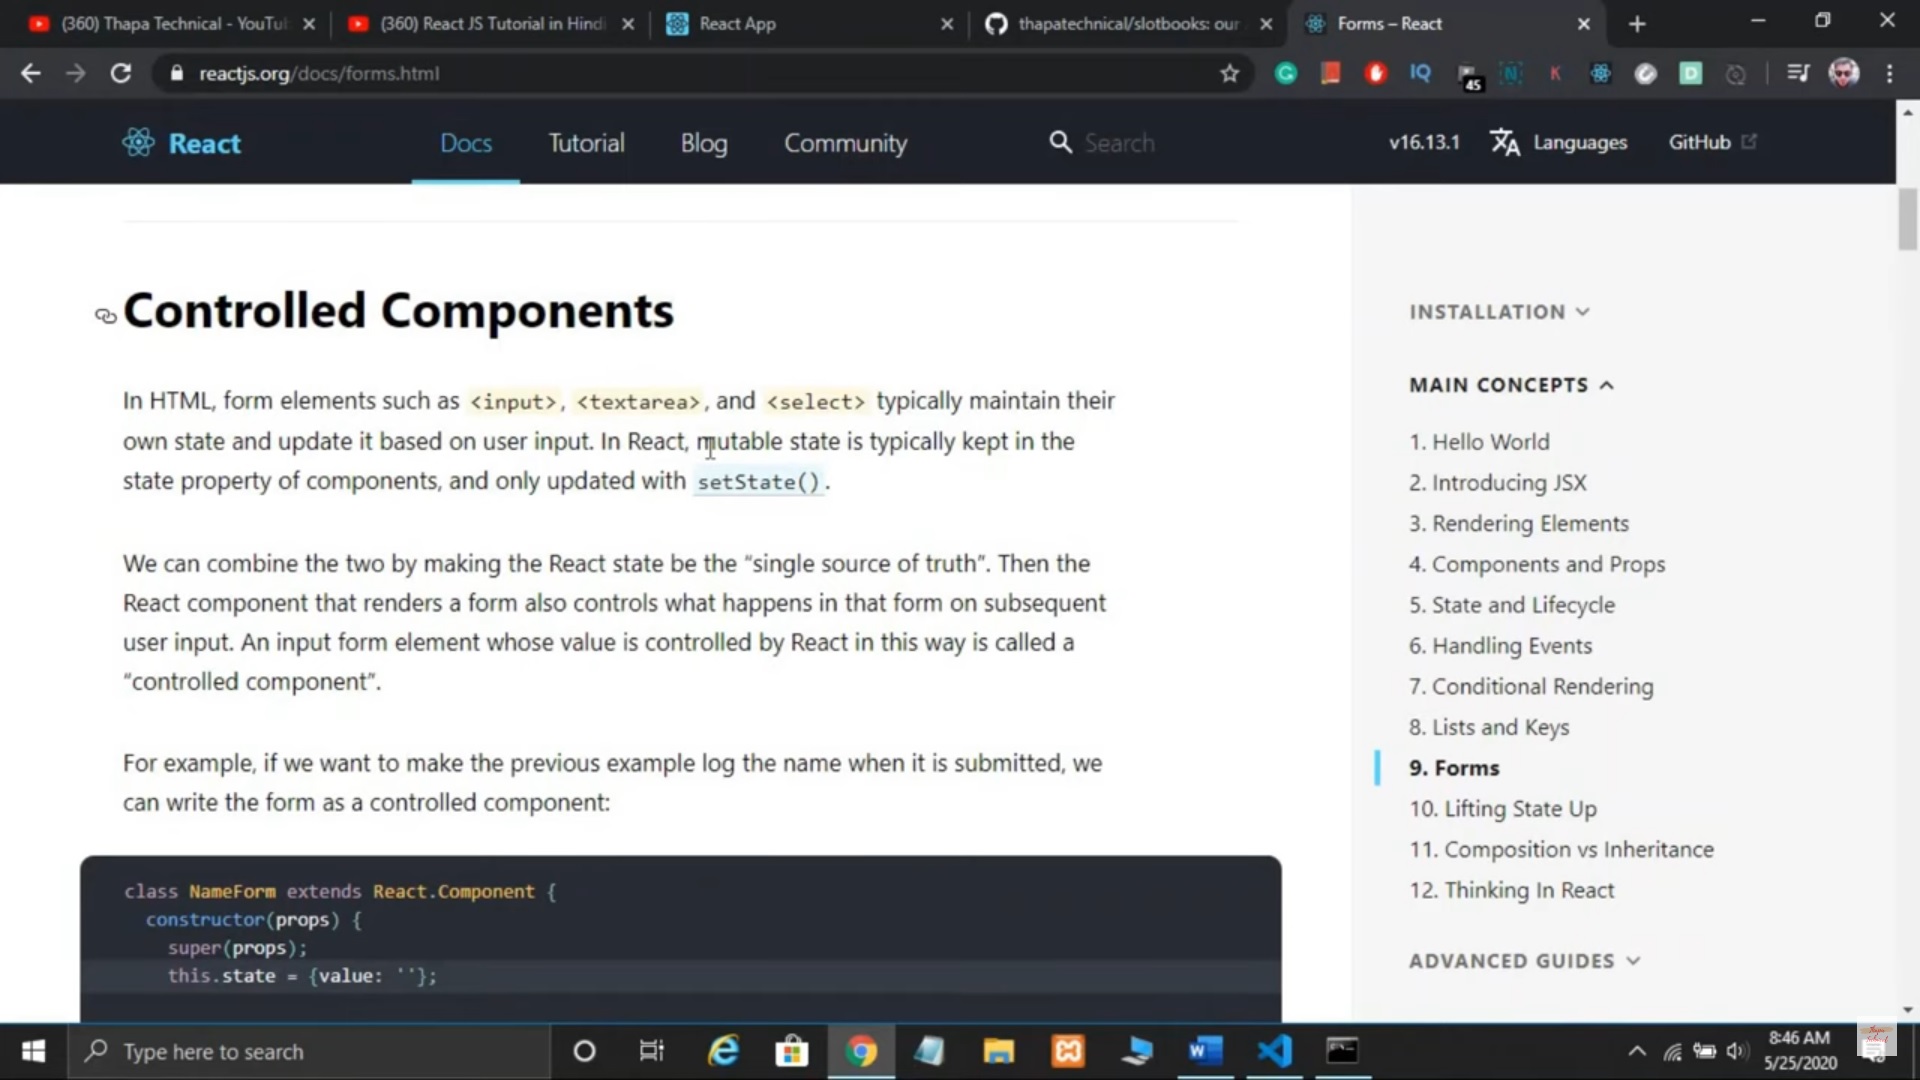 (360) Thapa Technical - YouTu
(360) React JS Tutorial in Hindi
React App
thapatechnical/slotbooks: our
Forms – React
reactjs.org/docs/forms.html
IQ
45
N
K
D
React
Docs
Tutorial
Blog
Community
Search
v16.13.1
Languages
GitHub
Controlled Components
In HTML, form elements such as <input>, <textarea>, and <select> typically maintain their
own state and update it based on user input. In React, mutable state is typically kept in the
state property of components, and only updated with setState().
We can combine the two by making the React state be the “single source of truth”. Then the
React component that renders a form also controls what happens in that form on subsequent
user input. An input form element whose value is controlled by React in this way is called a
“controlled component”.
For example, if we want to make the previous example log the name when it is submitted, we
can write the form as a controlled component:
class NameForm extends React.Component {
constructor(props) {
super(props);
this.state = {value: ''};
INSTALLATION
MAIN CONCEPTS
1. Hello World
2. Introducing JSX
3. Rendering Elements
4. Components and Props
5. State and Lifecycle
6. Handling Events
7. Conditional Rendering
8. Lists and Keys
9. Forms
10. Lifting State Up
11. Composition vs Inheritance
12. Thinking In React
ADVANCED GUIDES
Type here to search
8:46 AM
5/25/2020